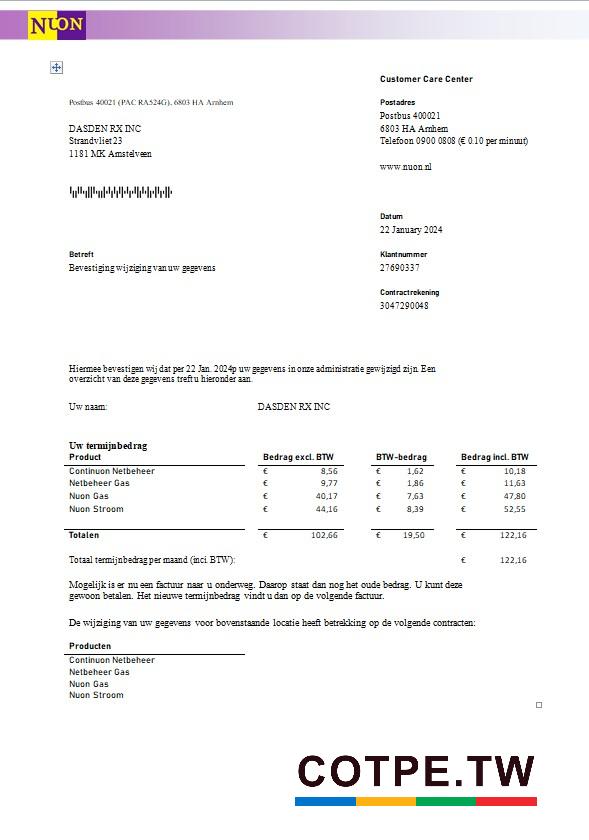 NUON
Customer Care Center
Postbus 40021 (PAC RA524G), 6803 HA Arnhem
Postadres
Postbus 400021
DASDEN RX INC
6803 HA Arnhem
Strandvliet 23
Telefoon 0900 0808 (€ 0.10 per minuut)
1181 MK Amstelveen
www.nuon.nl
Datum
22 January 2024
Betreft
Klantnummer
Bevestiging wijziging van uw gegevens
27690337
Contractrekening
3047290048
Hiermee bevestigen wij dat per 22 Jan. 2024p uw gegevens in onze administratie gewijzigd zijn. Een
overzicht van deze gegevens treft u hieronder aan.
Uw naam: DASDEN RX INC
Uw termijnbedrag
Product Bedrag excl. BTW BTW-bedrag Bedrag incl. BTW
Continuon Netbeheer € 8,56 € 1,62 € 10,18
Netbeheer Gas € 9,77 € 1,86 € 11,63
Nuon Gas € 40,17 € 7,63 € 47,80
Nuon Stroom € 44,16 € 8,39 € 52,55
Totalen € 102,66 € 19,50 € 122,16
Totaal termijnbedrag per maand (inci. BTW): € 122,16
Mogelijk is er nu een factuur naar u onderweg. Daarop staat dan nog het oude bedrag. U kunt deze
gewoon betalen. Het nieuwe termijnbedrag vindt u dan op de volgende factuur.
De wijziging van uw gegevens voor bovenstaande locatie heeft betrekking op de volgende contracten:
Producten
Continuon Netbeheer
Netbeheer Gas
Nuon Gas
Nuon Stroom
COTPE.TW